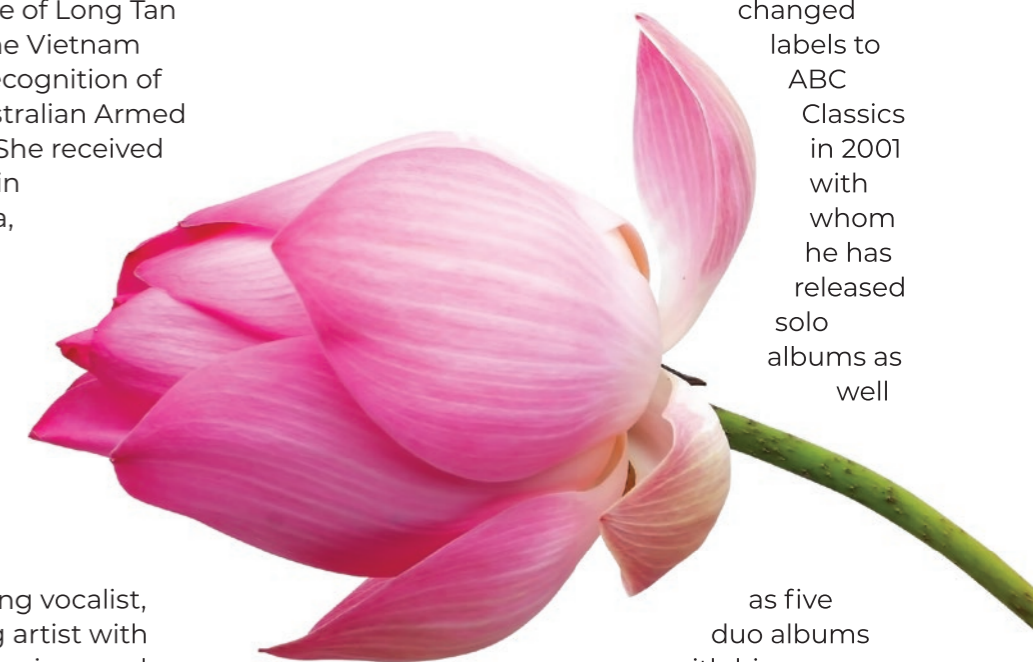 e of Long Tan
ne Vietnam
ecognition of
stralian Armed
She received
in
a,
ng vocalist,
g artist with
changed
labels to
ABC
Classics
in 2001
with
whom
he has
released
solo
albums as
well
as five
duo albums